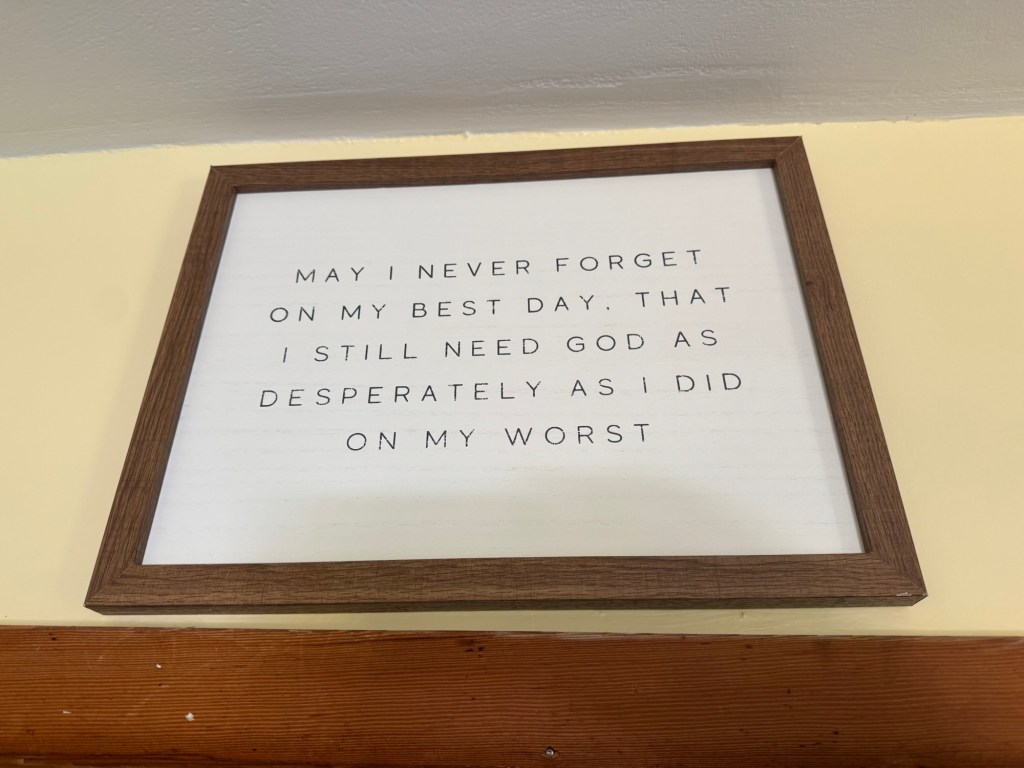 MAY I NEVER FORGET
ON MY BEST DAY, THAT
I STILL NEED GOD AS
DESPERATELY AS I DID
ON MY WORST